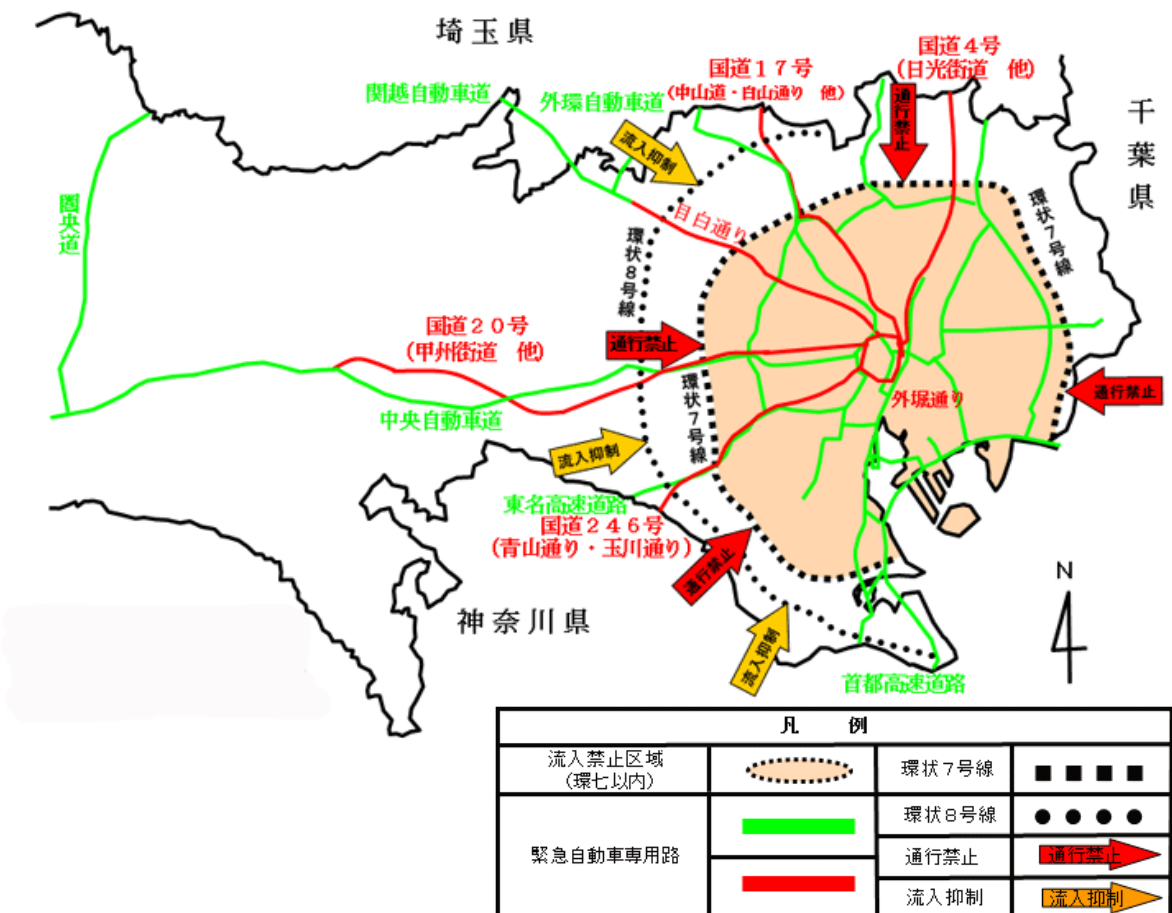 埼玉県
国道4号
(日光街道 他)
国道17号
(中山道・白山通り 他)
関越自動車道
外環自動車道
通行禁止
千葉県
流入抑制
圏央道
目白通り
環状7号線
環状8号線
国道20号
(甲州街道 他)
通行禁止
環状7号線
外堀通り
通行禁止
中央自動車道
流入抑制
東名高速道路
国道246号
(青山通り・玉川通り)
通行禁止
N
神奈川県
流入抑制
首都高速道路
凡 例
流入禁止区域
(環七以内)
環状7号線
環状8号線
緊急自動車専用路
通行禁止
通行禁止
流入抑制
流入抑制